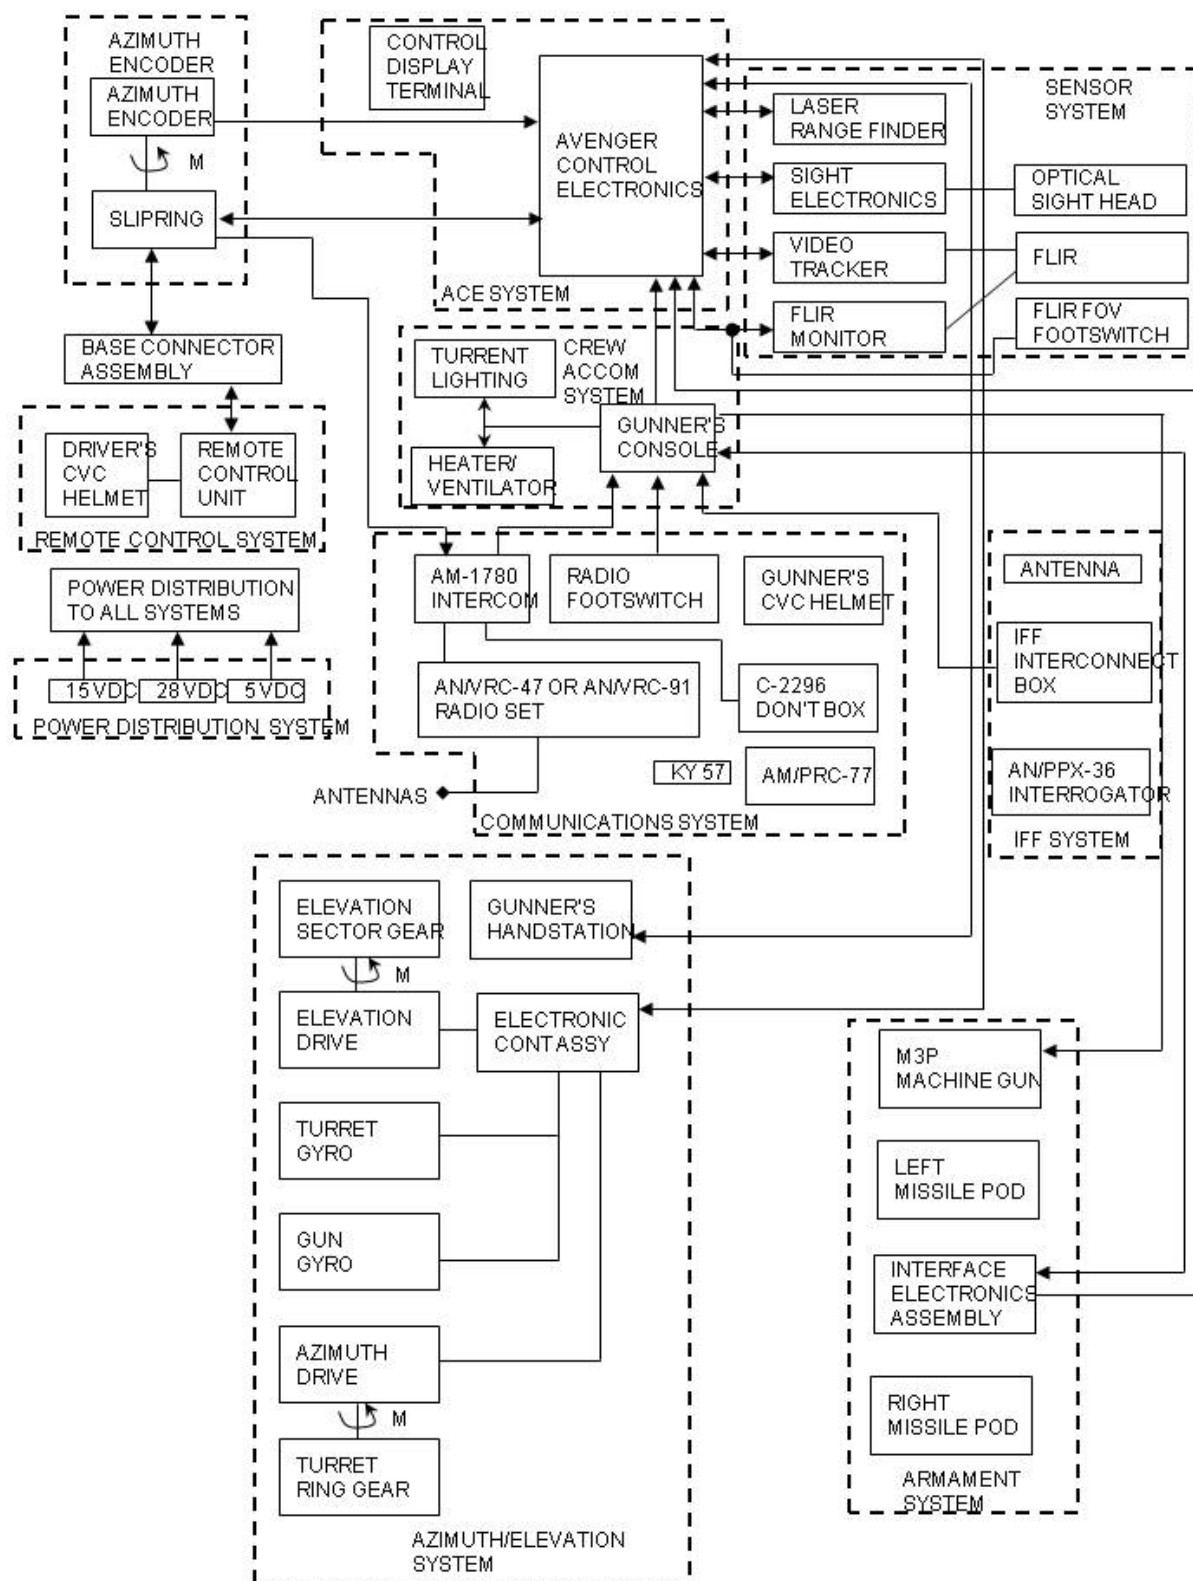 AZIMUTH
ENCODER
AZIMUTH
ENCODER
M
SLIPRING
BASE CONNECTOR
ASSEMBLY
DRIVER'S
CVC
HELMET
REMOTE
CONTROL
UNIT
REMOTE CONTROL SYSTEM
POWER DISTRIBUTION
TO ALL SYSTEMS
15 VDC
28 VDC
5 VDC
POWER DISTRIBUTION SYSTEM
CONTROL
DISPLAY
TERMINAL
AVENGER
CONTROL
ELECTRONICS
ACE SYSTEM
SENSOR
SYSTEM
LASER
RANGE FINDER
SIGHT
ELECTRONICS
OPTICAL
SIGHT HEAD
VIDEO
TRACKER
FLIR
FLIR
MONITOR
FLIR FOV
FOOTSWITCH
TURRENT
LIGHTING
CREW
ACCOM
SYSTEM
GUNNER'S
CONSOLE
HEATER/
VENTILATOR
AM-1780
INTERCOM
RADIO
FOOTSWITCH
GUNNER'S
CVC HELMET
AN/VRC-47 OR AN/VRC-91
RADIO SET
C-2296
DON'T BOX
KY 57
AM/PRC-77
ANTENNAS
COMMUNICATIONS SYSTEM
ANTENNA
IFF
INTERCONNECT
BOX
AN/PPX-36
INTERROGATOR
IFF SYSTEM
ELEVATION
SECTOR GEAR
GUNNER'S
HANDSTATION
M
ELEVATION
DRIVE
ELECTRONIC
CONT ASSY
TURRET
GYRO
GUN
GYRO
AZIMUTH
DRIVE
M
TURRET
RING GEAR
AZIMUTH/ELEVATION
SYSTEM
M3P
MACHINE GUN
LEFT
MISSILE POD
INTERFACE
ELECTRONICS
ASSEMBLY
RIGHT
MISSILE POD
ARMAMENT
SYSTEM